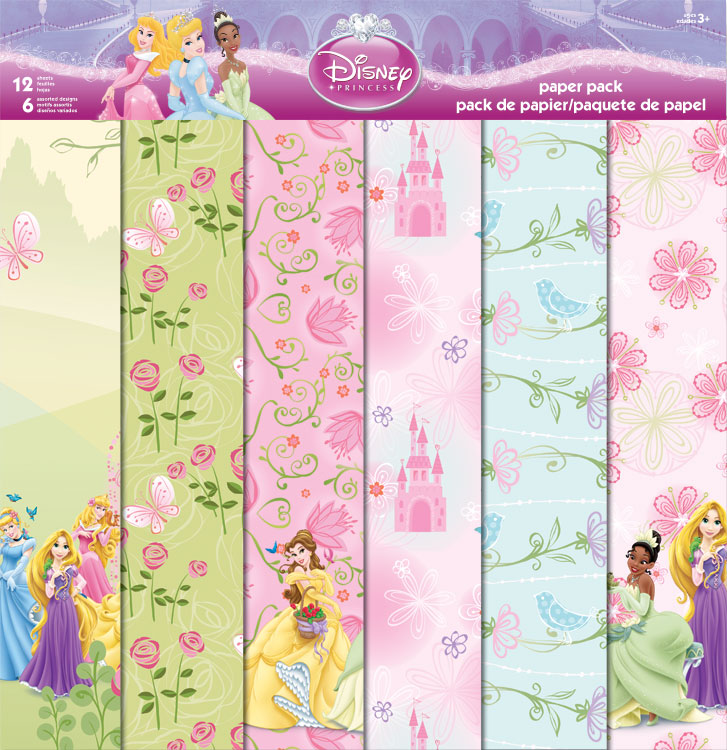 12 sheets
feuilles
hojas
6 assorted designs
motifs assortis
diseños variados
Disney
PRINCESS
ages
edades 3+
paper pack
pack de papier/paquete de papel